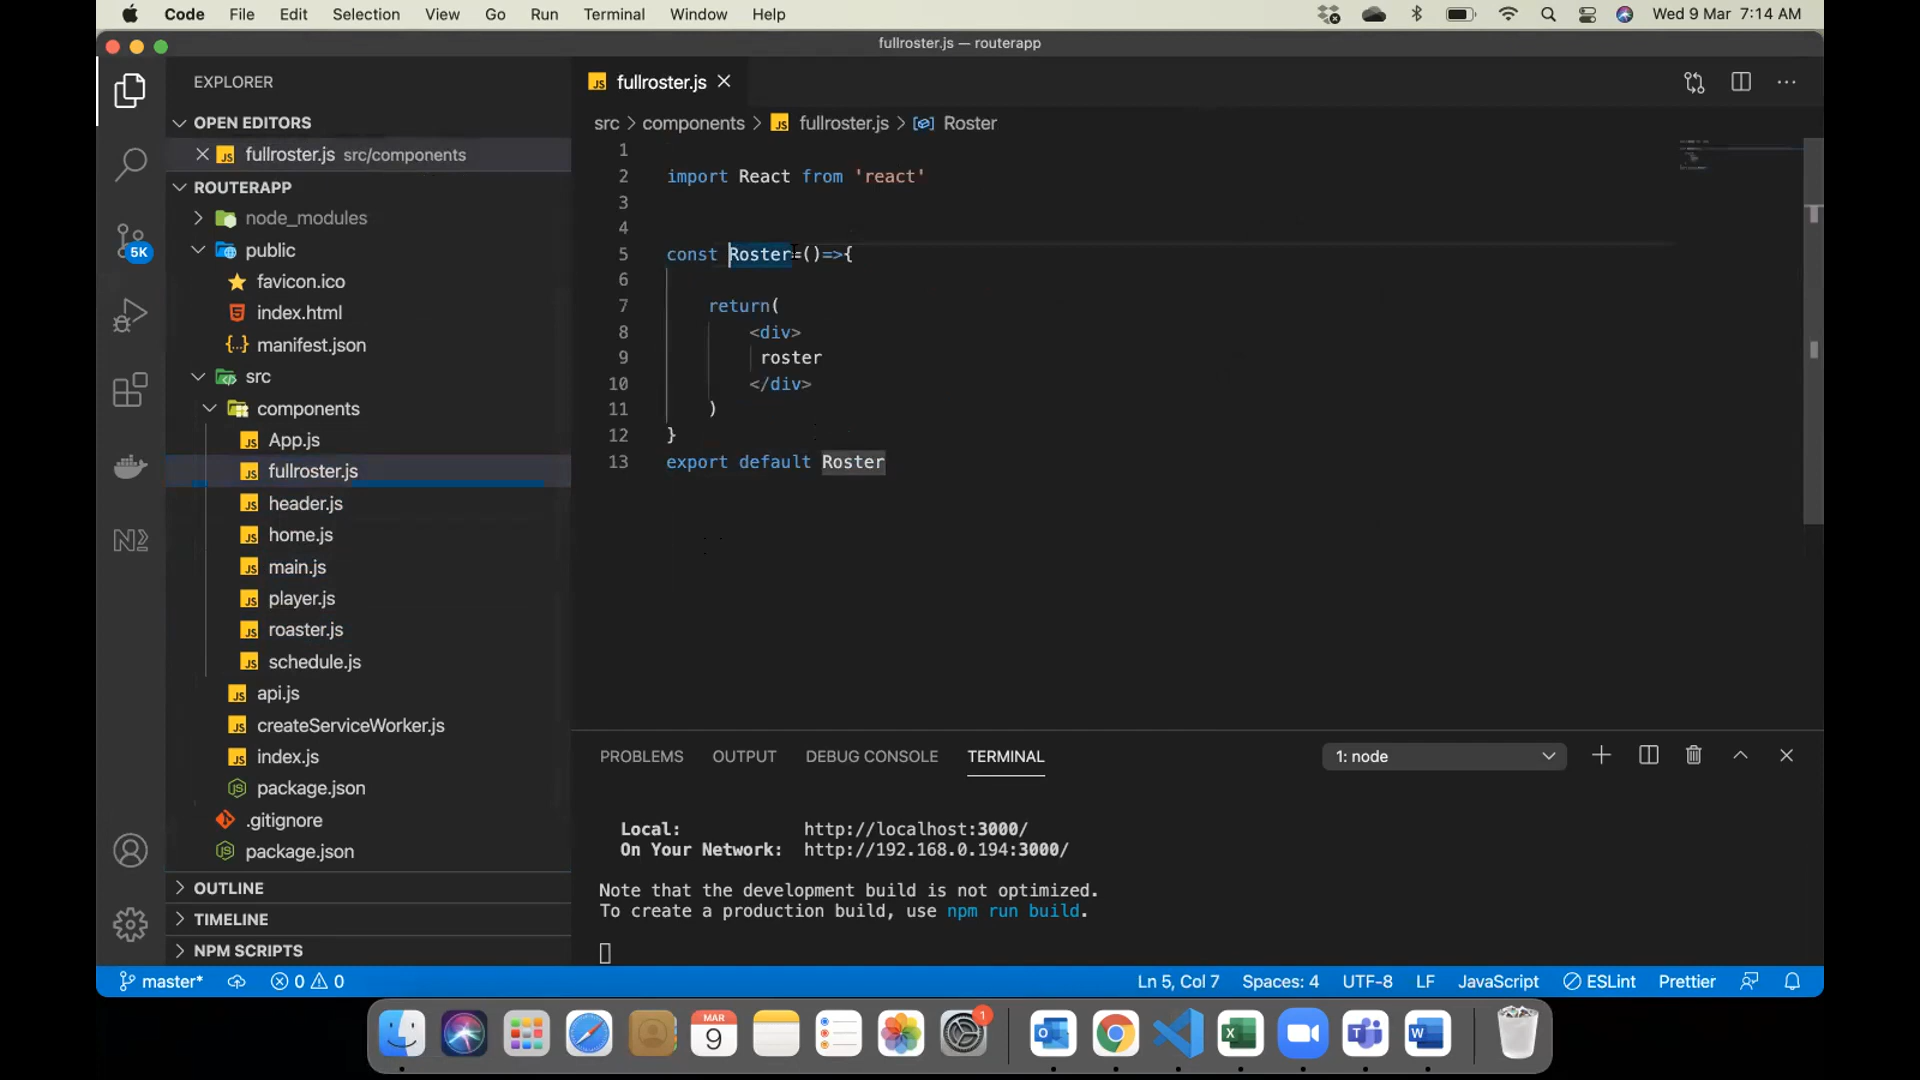 Code File Edit Selection View Go Run Terminal Window Help Wed 9 Mar 7:14 AM
fullroster.js — routerapp
EXPLORER
OPEN EDITORS
fullroster.js src/components
ROUTERAPP
node_modules
public
favicon.ico
index.html
manifest.json
src
components
App.js
fullroster.js
header.js
home.js
main.js
player.js
roaster.js
schedule.js
api.js
createServiceWorker.js
index.js
package.json
.gitignore
package.json
OUTLINE
TIMELINE
NPM SCRIPTS
5K
fullroster.js
src > components > fullroster.js > Roster
1
2 import React from 'react'
3
4
5 const Roster=()=>{
6
7 return(
8 <div>
9 roster
10 </div>
11 )
12 }
13 export default Roster
PROBLEMS OUTPUT DEBUG CONSOLE TERMINAL 1: node
Local: http://localhost:3000/
On Your Network: http://192.168.0.194:3000/
Note that the development build is not optimized.
To create a production build, use npm run build.
master* 0 0 Ln 5, Col 7 Spaces: 4 UTF-8 LF JavaScript ESLint Prettier
MAR
9
1